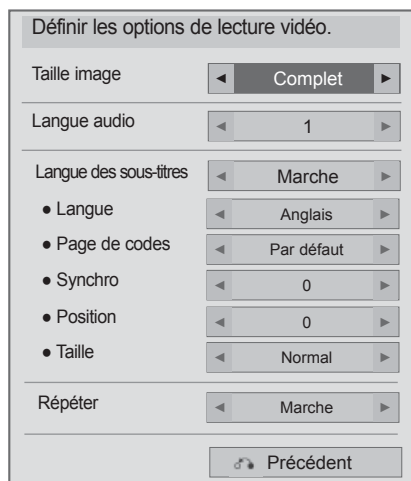 Définir les options de lecture vidéo.
Taille image ◄ Complet ►
Langue audio ◄ 1 ►
Langue des sous-titres ◄ Marche ►
● Langue ◄ Anglais ►
● Page de codes ◄ Par défaut ►
● Synchro ◄ 0 ►
● Position ◄ 0 ►
● Taille ◄ Normal ►
Répéter ◄ Marche ►
Précédent